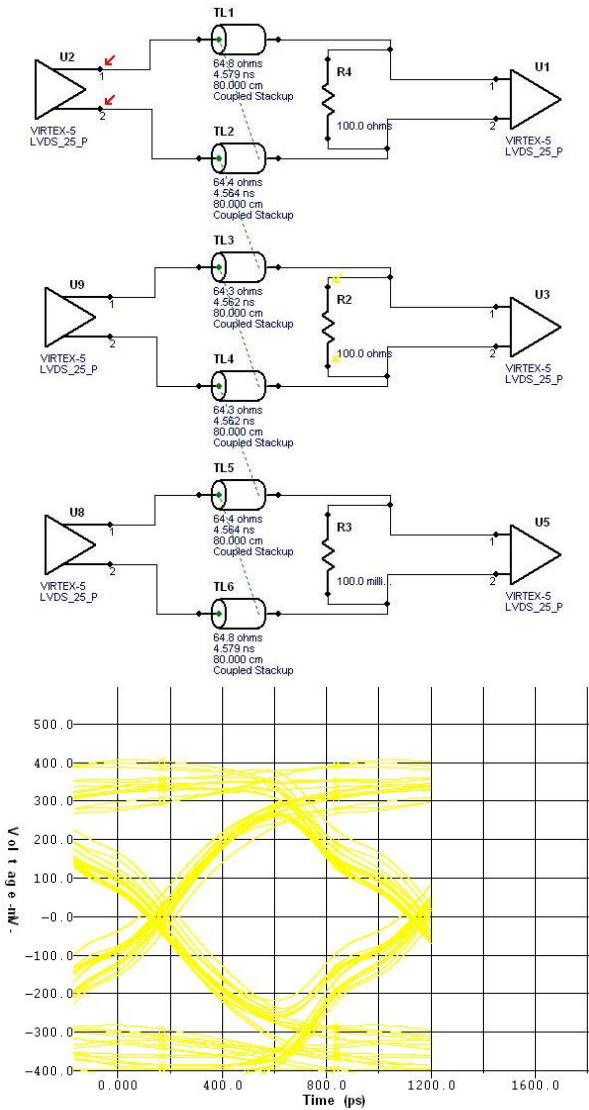 TL1
U2
1
64.8 ohms
4.579 ns
80.000 cm
Coupled Stackup
R4
U1
1
2
VIRTEX-5
LVDS_25_P
100.0 ohms
2
VIRTEX-5
LVDS_25_P
TL2
64.4 ohms
4.564 ns
80.000 cm
Coupled Stackup
TL3
U9
1
64.3 ohms
4.562 ns
80.000 cm
Coupled Stackup
R2
U3
1
2
VIRTEX-5
LVDS_25_P
100.0 ohms
2
VIRTEX-5
LVDS_25_P
TL4
64.3 ohms
4.562 ns
80.000 cm
Coupled Stackup
TL5
U8
1
64.4 ohms
4.564 ns
80.000 cm
Coupled Stackup
R3
U5
1
2
VIRTEX-5
LVDS_25_P
100.0 milli...
2
VIRTEX-5
LVDS_25_P
TL6
64.8 ohms
4.579 ns
80.000 cm
Coupled Stackup
500.0
400.0
300.0
200.0
100.0
-0.0
-100.0
-200.0
-300.0
-400.0
Voltage -mV-
0.000 400.0 800.0 1200.0 1600.0
Time (ps)